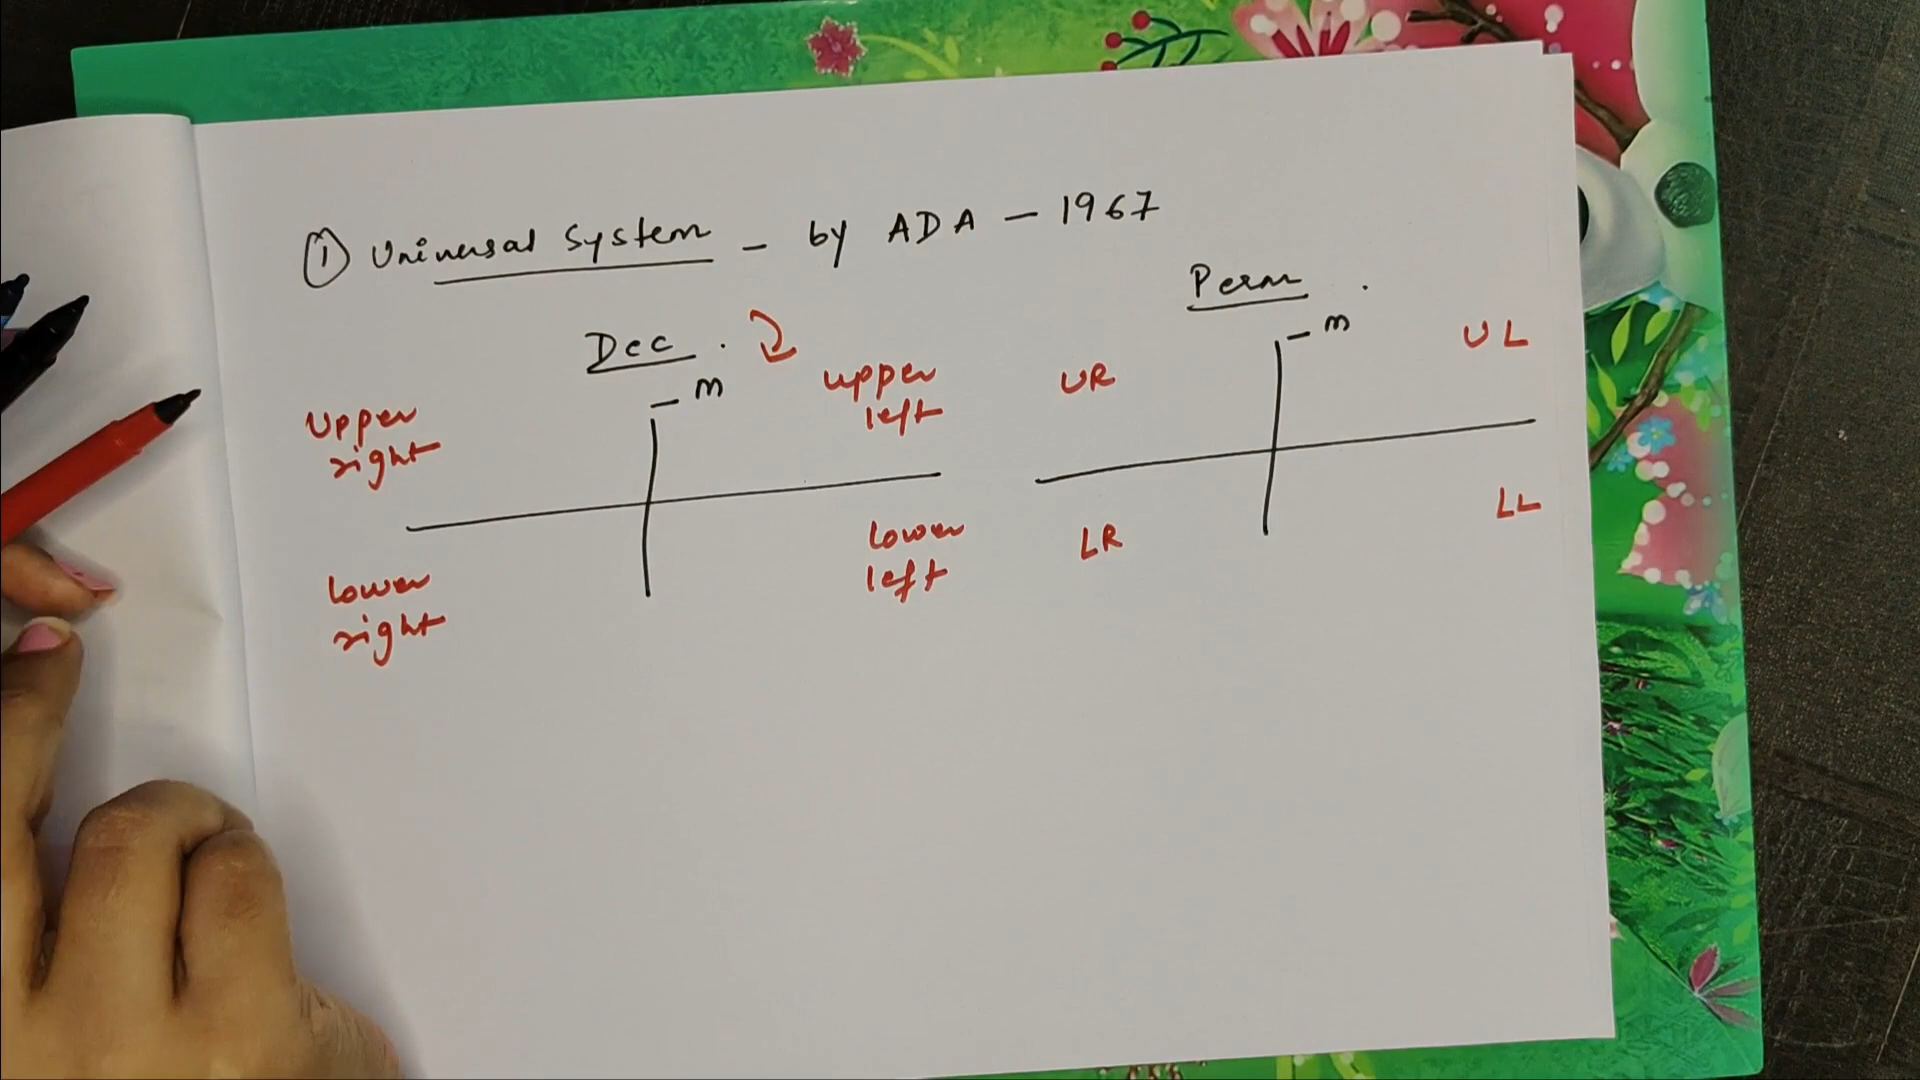 ① Universal System - by ADA - 1967
Dec .
- m
Upper right
upper left
Lower right
Lower left
Perm .
- m
UR
UL
LR
LL